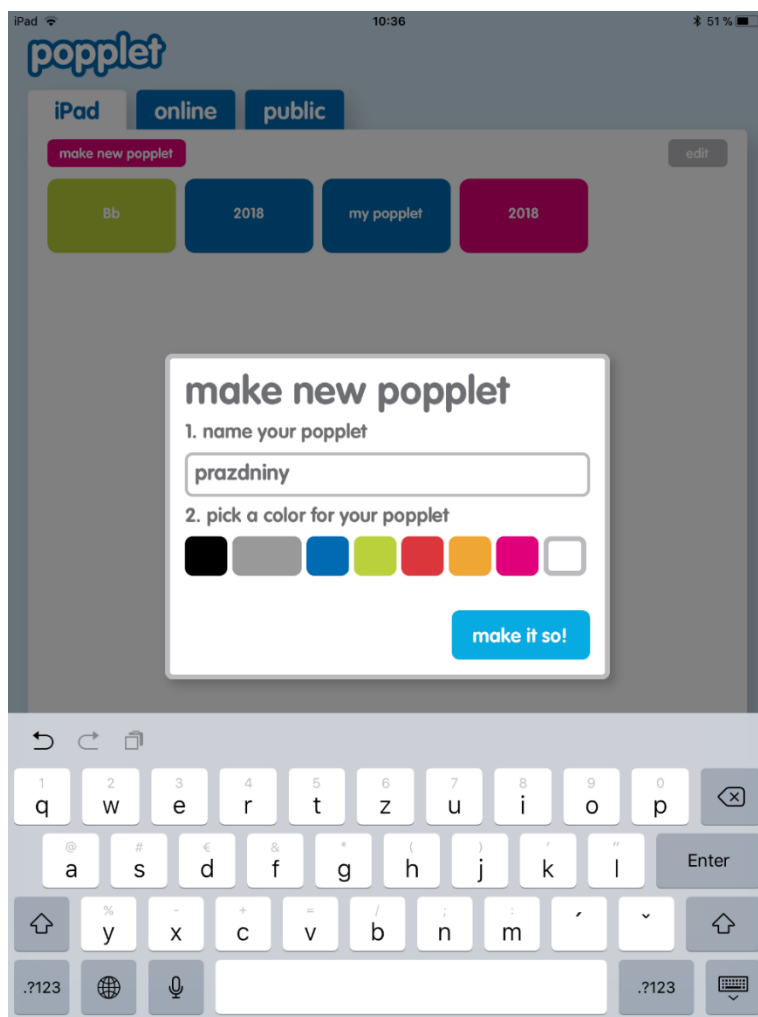 iPad 10:36 51 %
popplet
iPad online public
make new popplet edit
Bb 2018 my popplet 2018
make new popplet
1. name your popplet
prazdniny
2. pick a color for your popplet
make it so!
1 2 3 4 5 6 7 8 9 0
q w e r t z u i o p
@ # € & * ( ) ' "
a s d f g h j k l Enter
% - + = / ; :
y x c v b n m ´ ˇ
.?123 .?123